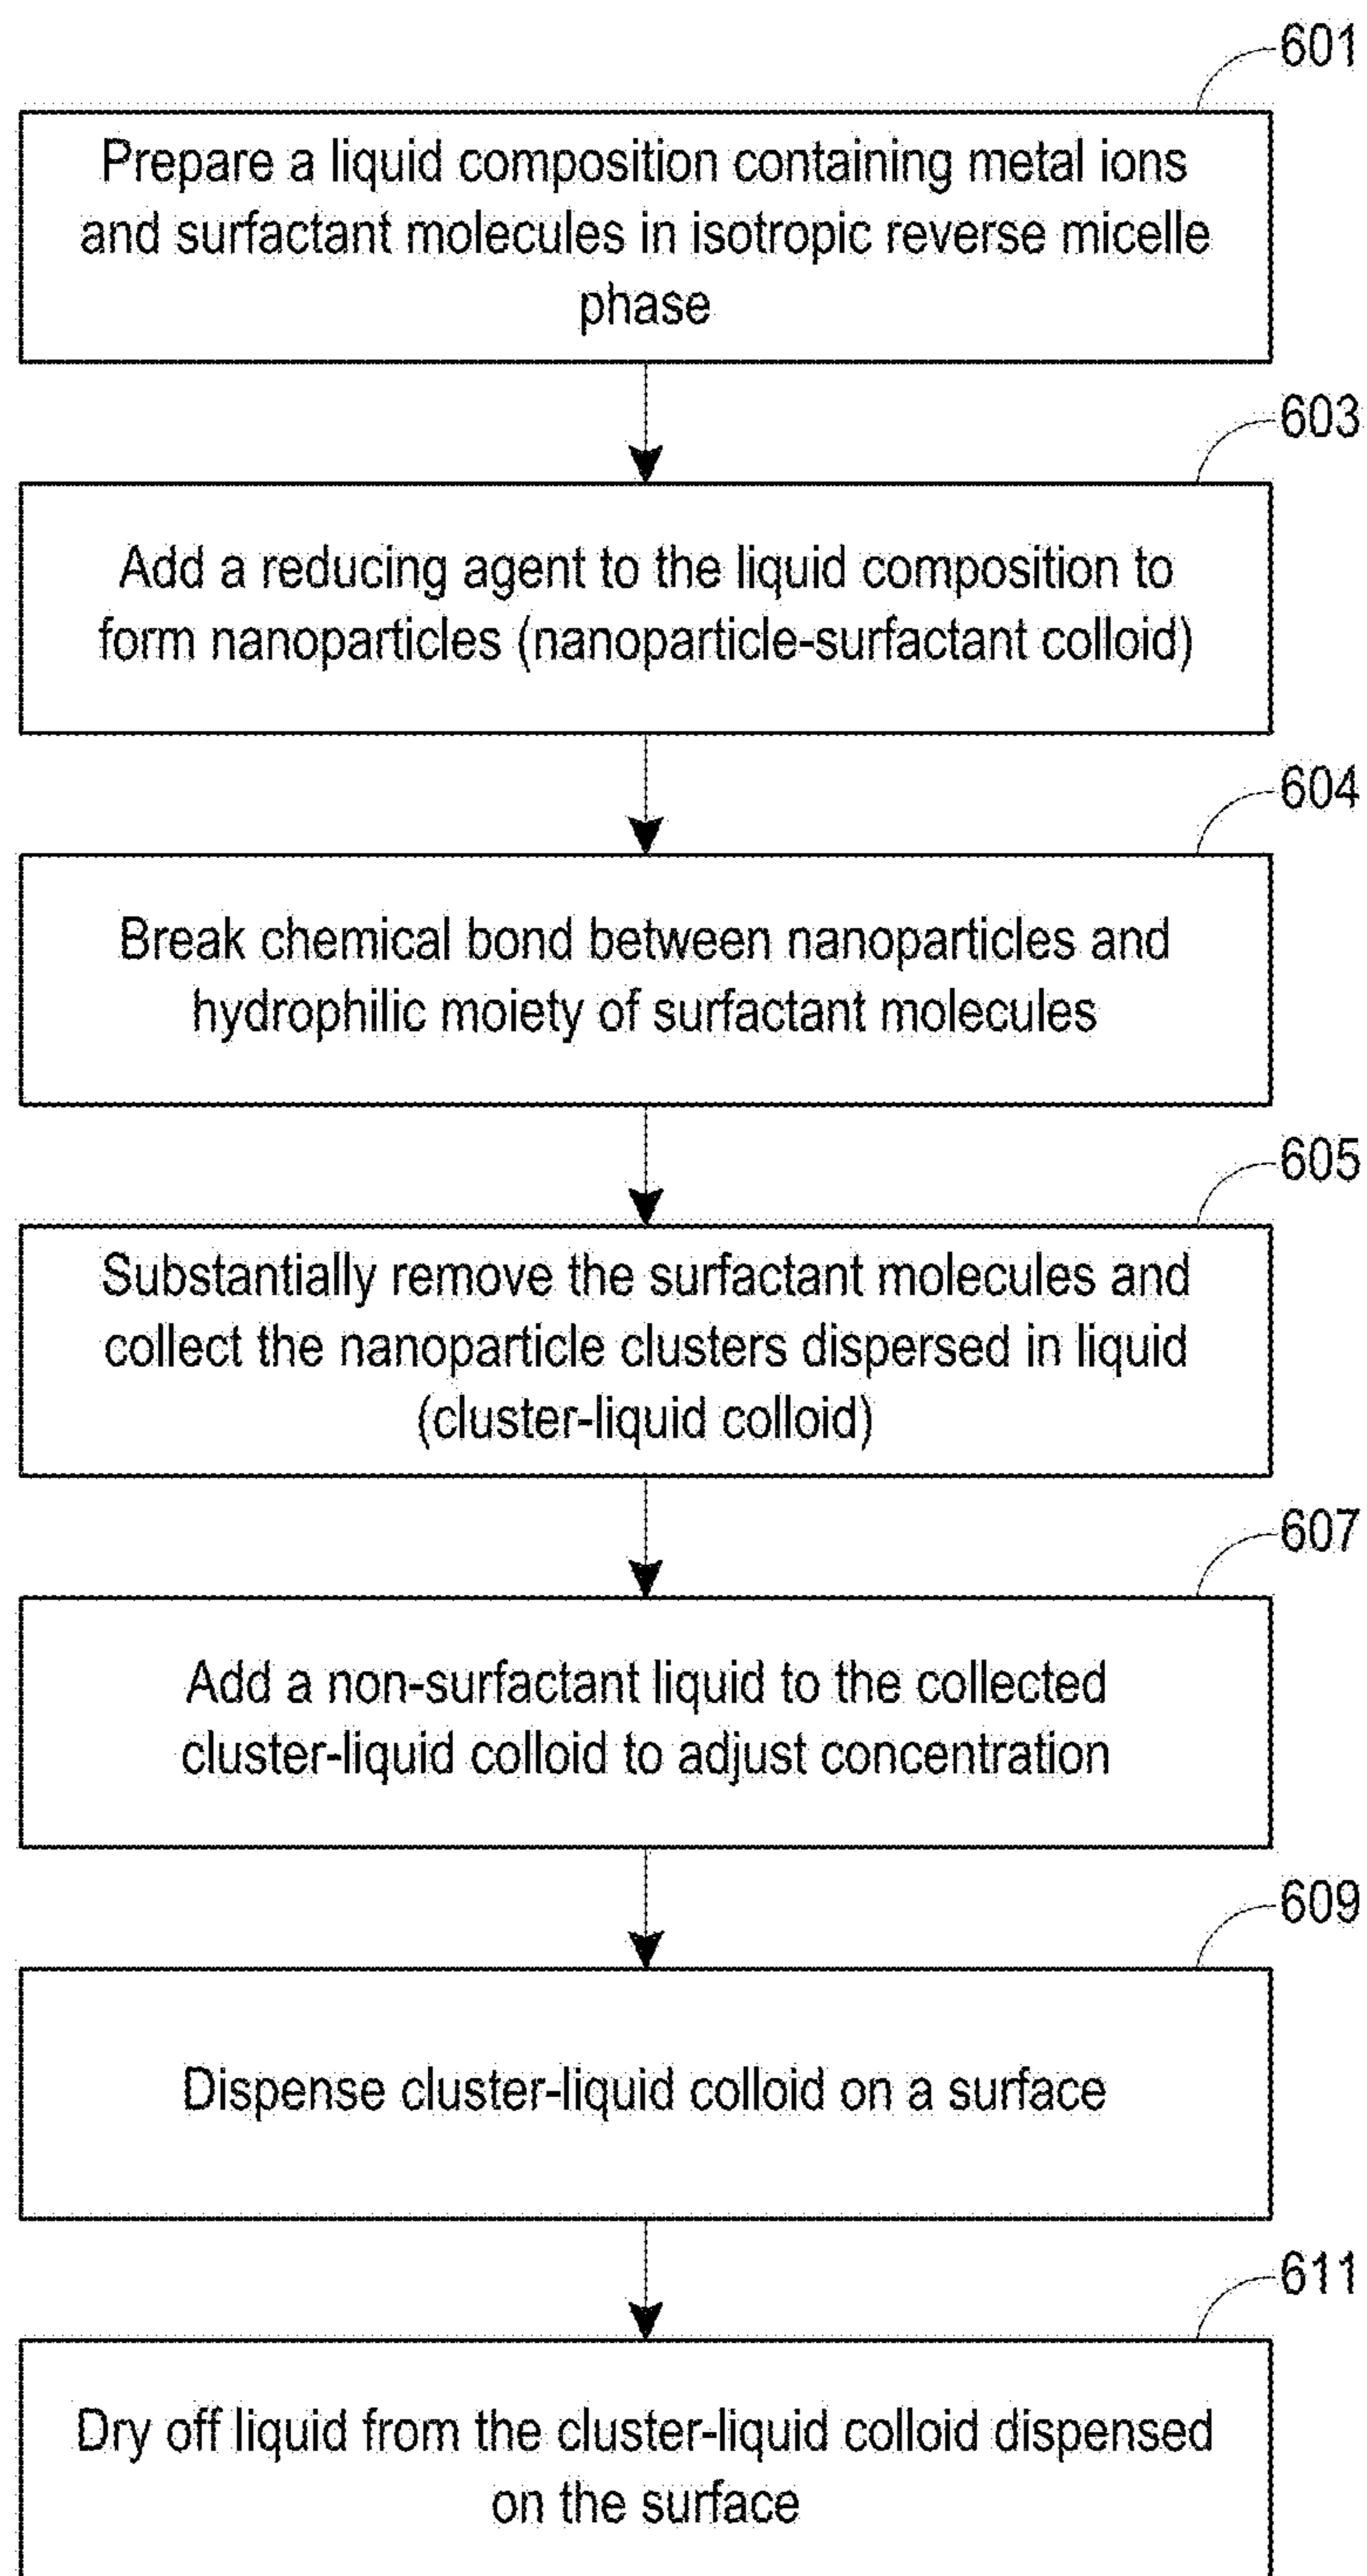 601
Prepare a liquid composition containing metal ions
and surfactant molecules in isotropic reverse micelle
phase
603
Add a reducing agent to the liquid composition to
form nanoparticles (nanoparticle-surfactant colloid)
604
Break chemical bond between nanoparticles and
hydrophilic moiety of surfactant molecules
605
Substantially remove the surfactant molecules and
collect the nanoparticle clusters dispersed in liquid
(cluster-liquid colloid)
607
Add a non-surfactant liquid to the collected
cluster-liquid colloid to adjust concentration
609
Dispense cluster-liquid colloid on a surface
611
Dry off liquid from the cluster-liquid colloid dispensed
on the surface